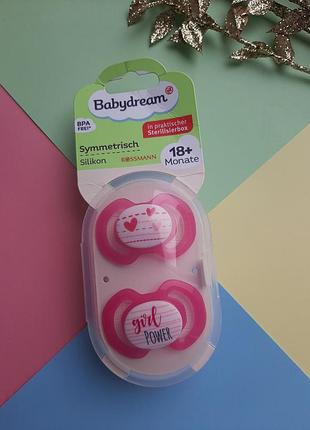 Babydream
BPA
FREI*
in praktischer
Sterilisierbox
Symmetrisch
Silikon
ROSSMANN
18+
Monate
girl
POWER